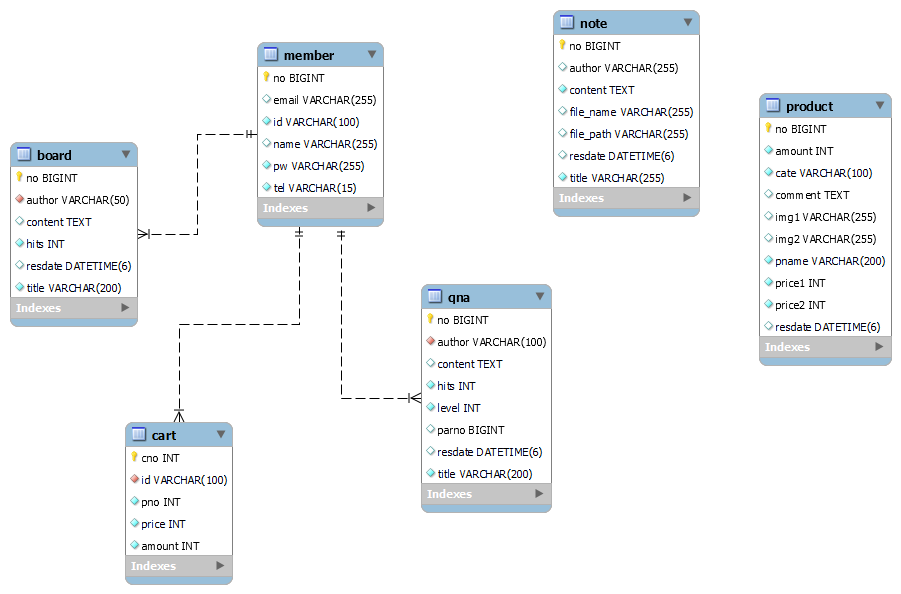 member
no BIGINT
email VARCHAR(255)
id VARCHAR(100)
name VARCHAR(255)
pw VARCHAR(255)
tel VARCHAR(15)
Indexes
note
no BIGINT
author VARCHAR(255)
content TEXT
file_name VARCHAR(255)
file_path VARCHAR(255)
resdate DATETIME(6)
title VARCHAR(255)
Indexes
product
no BIGINT
amount INT
cate VARCHAR(100)
comment TEXT
img1 VARCHAR(255)
img2 VARCHAR(255)
pname VARCHAR(200)
price1 INT
price2 INT
resdate DATETIME(6)
Indexes
board
no BIGINT
author VARCHAR(50)
content TEXT
hits INT
resdate DATETIME(6)
title VARCHAR(200)
Indexes
qna
no BIGINT
author VARCHAR(100)
content TEXT
hits INT
level INT
parno BIGINT
resdate DATETIME(6)
title VARCHAR(200)
Indexes
cart
cno INT
id VARCHAR(100)
pno INT
price INT
amount INT
Indexes